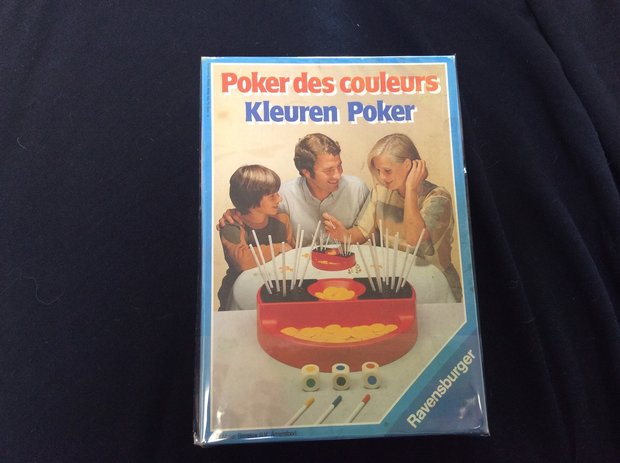 Poker des couleurs
Kleuren Poker
Ravensburger